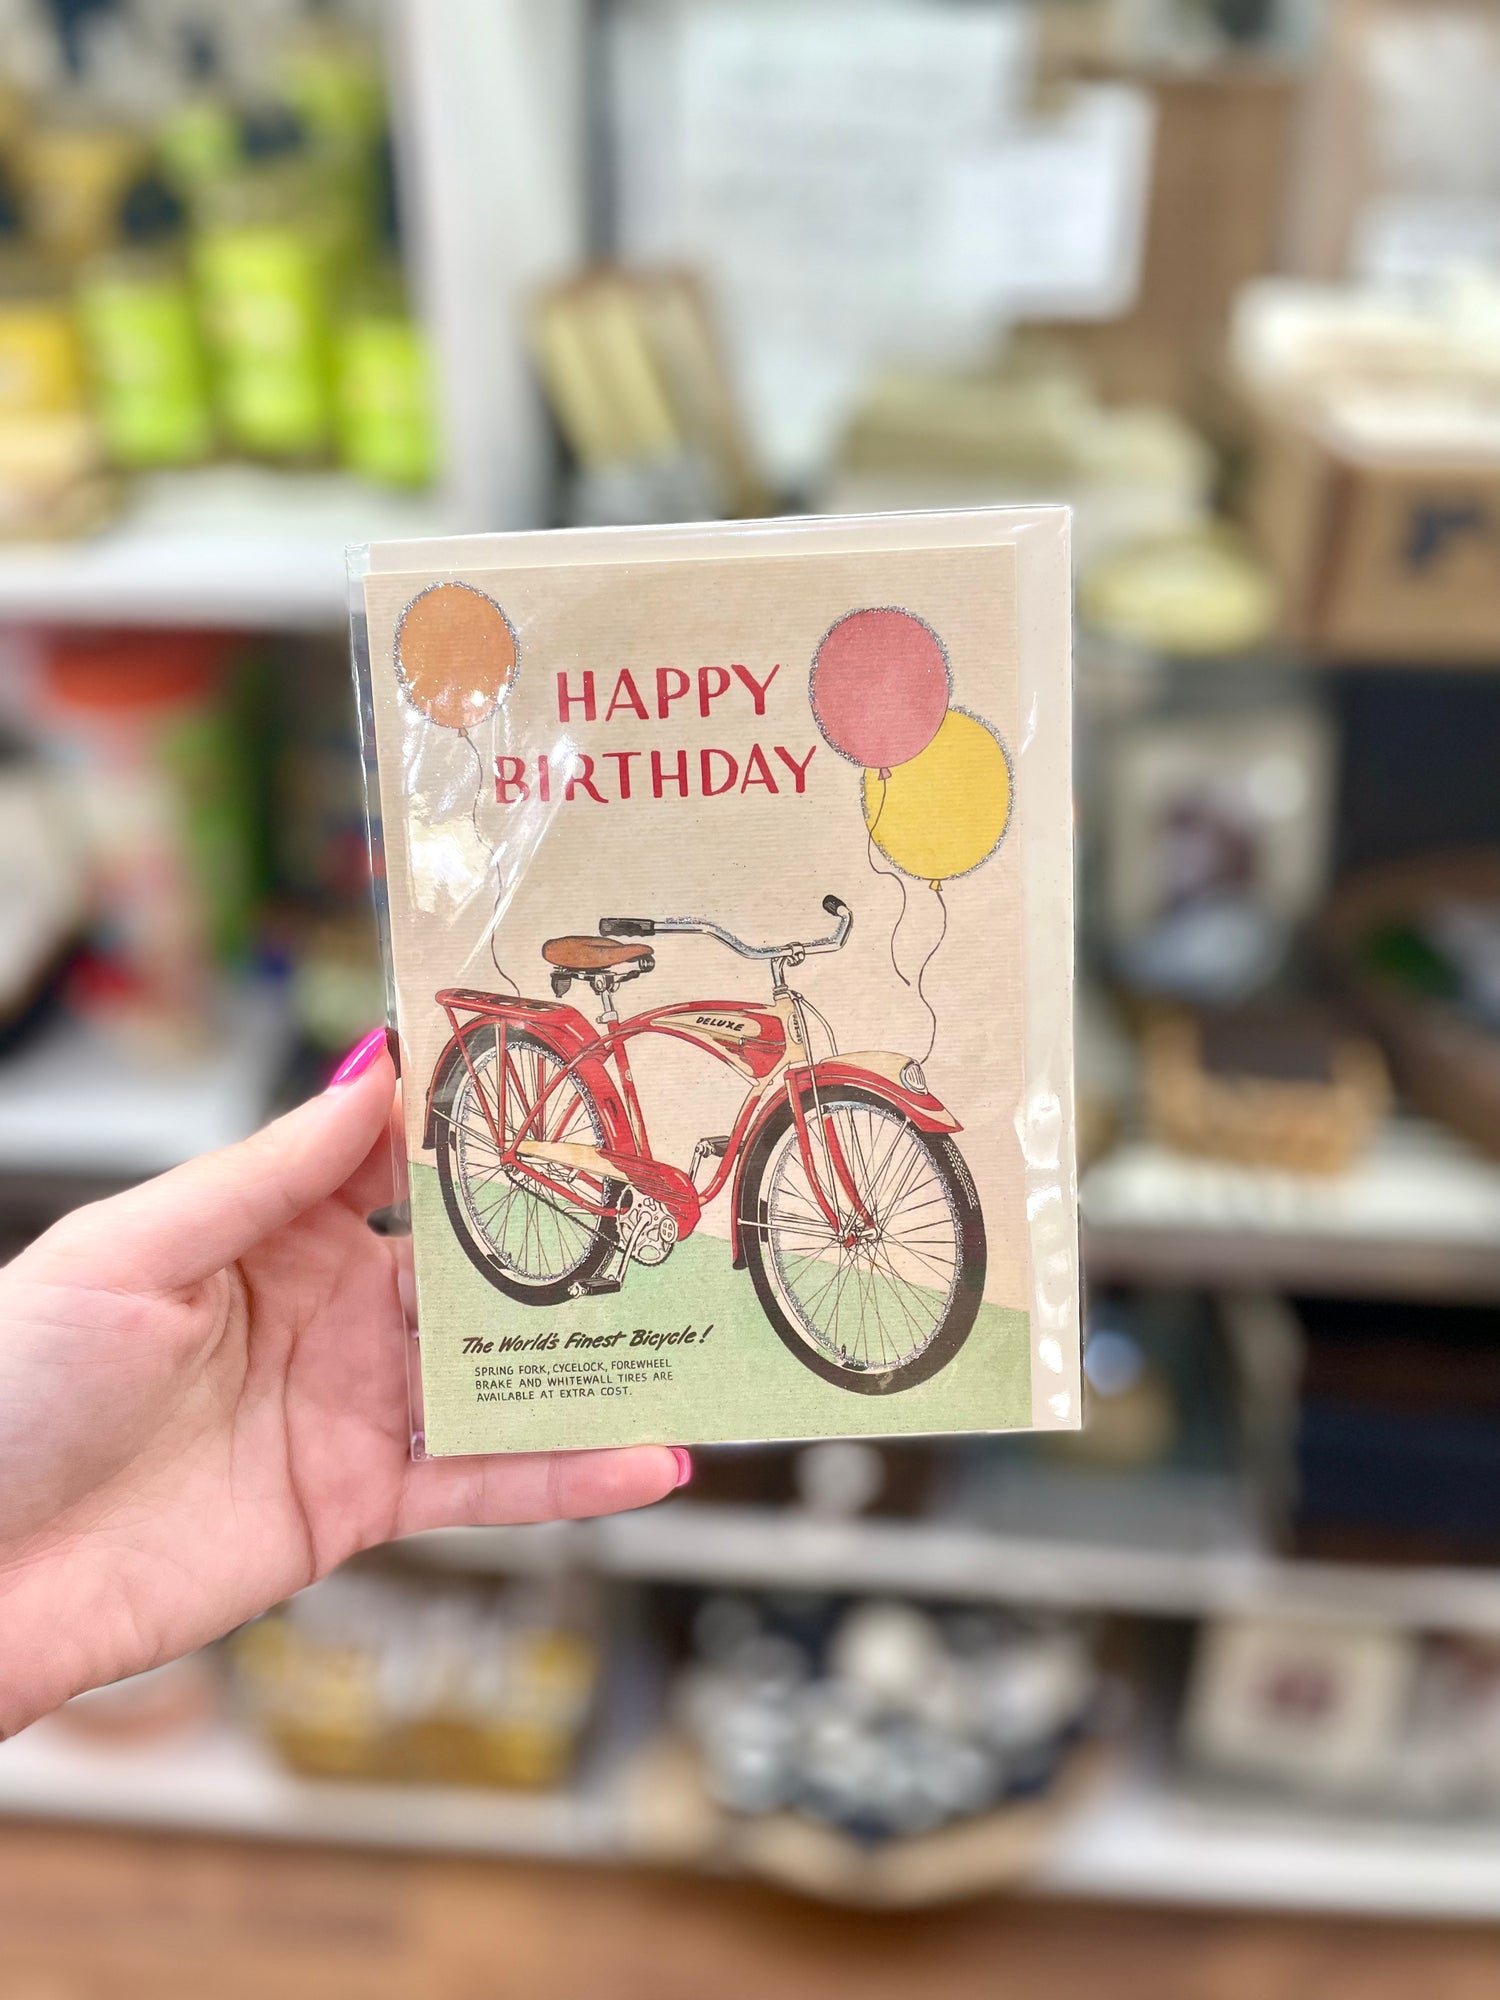 HAPPY
BIRTHDAY
DELUXE
The World's Finest Bicycle!
SPRING FORK, CYCELOCK, FOREWHEEL
BRAKE AND WHITEWALL TIRES ARE
AVAILABLE AT EXTRA COST.